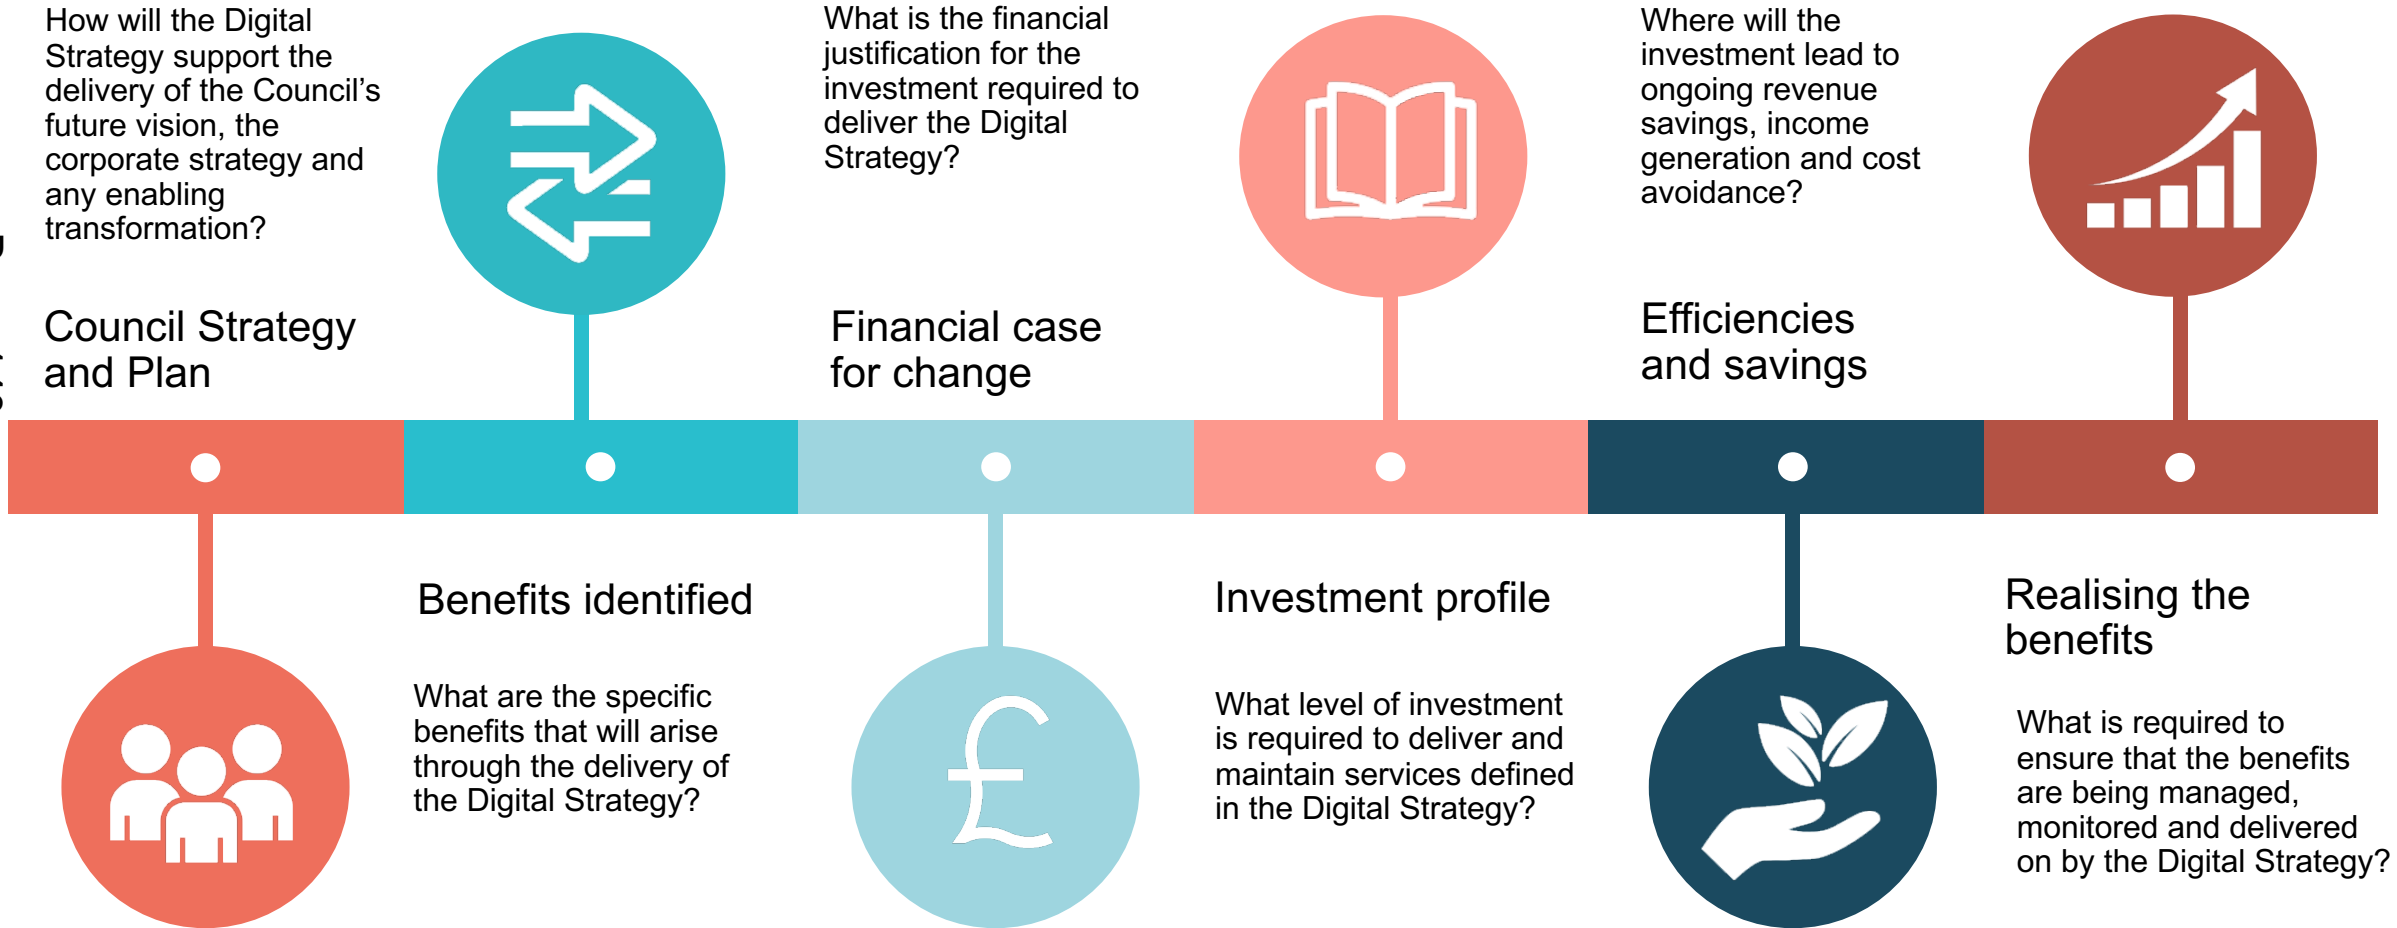 How will the Digital
Strategy support the
delivery of the Council’s
future vision, the
corporate strategy and
any enabling
transformation?
Council Strategy
and Plan
Benefits identified
What are the specific
benefits that will arise
through the delivery of
the Digital Strategy?
What is the financial
justification for the
investment required to
deliver the Digital
Strategy?
Financial case
for change
£
Investment profile
What level of investment
is required to deliver and
maintain services defined
in the Digital Strategy?
Where will the
investment lead to
ongoing revenue
savings, income
generation and cost
avoidance?
Efficiencies
and savings
Realising the
benefits
What is required to
ensure that the benefits
are being managed,
monitored and delivered
on by the Digital Strategy?